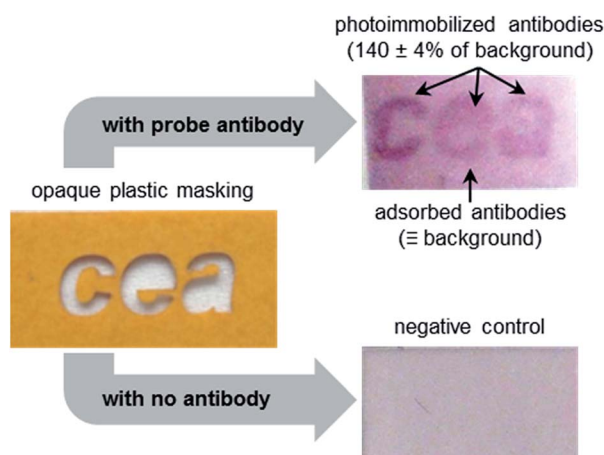 photoimmobilized antibodies
(140 ± 4% of background)
with probe antibody
cea
opaque plastic masking
adsorbed antibodies
(≡ background)
cea
negative control
with no antibody